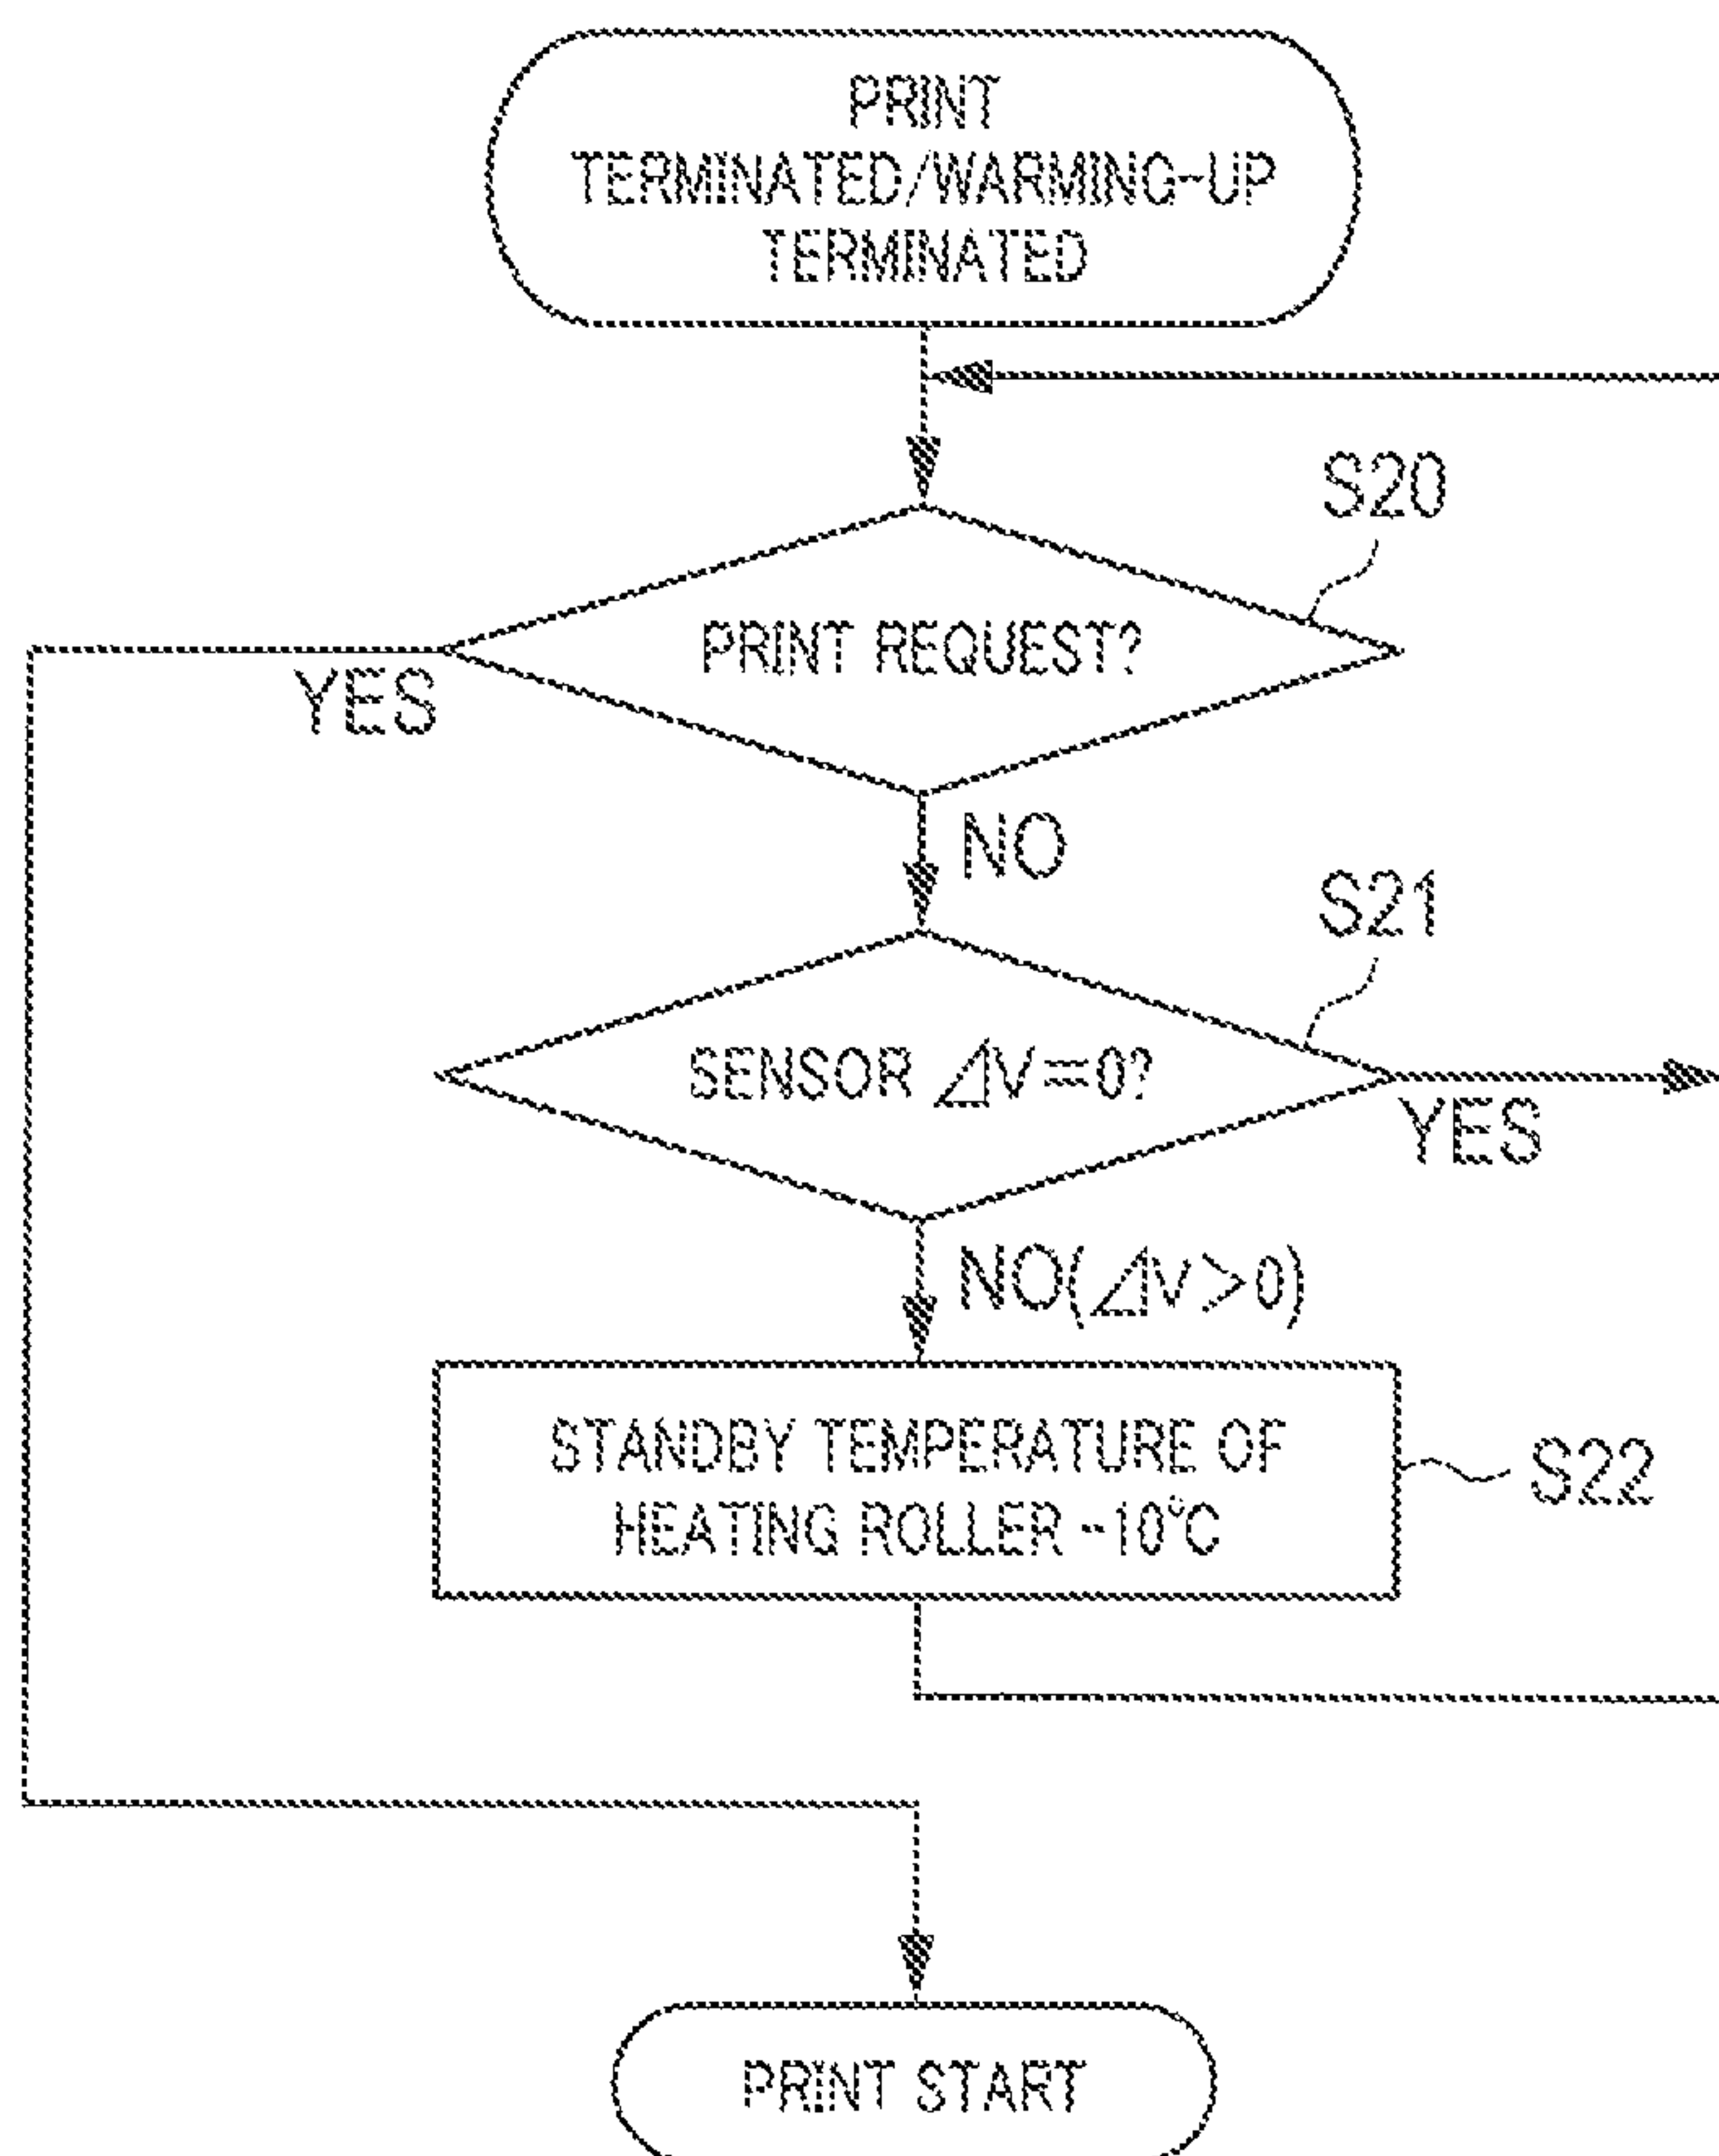 PRINT
TERMINATED/WARMING-UP
TERMINATED
S20
PRINT REQUEST?
YES
NO
S21
SENSOR ⊿V=0?
YES
NO(⊿V>0)
STANDBY TEMPERATURE OF
HEATING ROLLER -10°C
S22
PRINT START